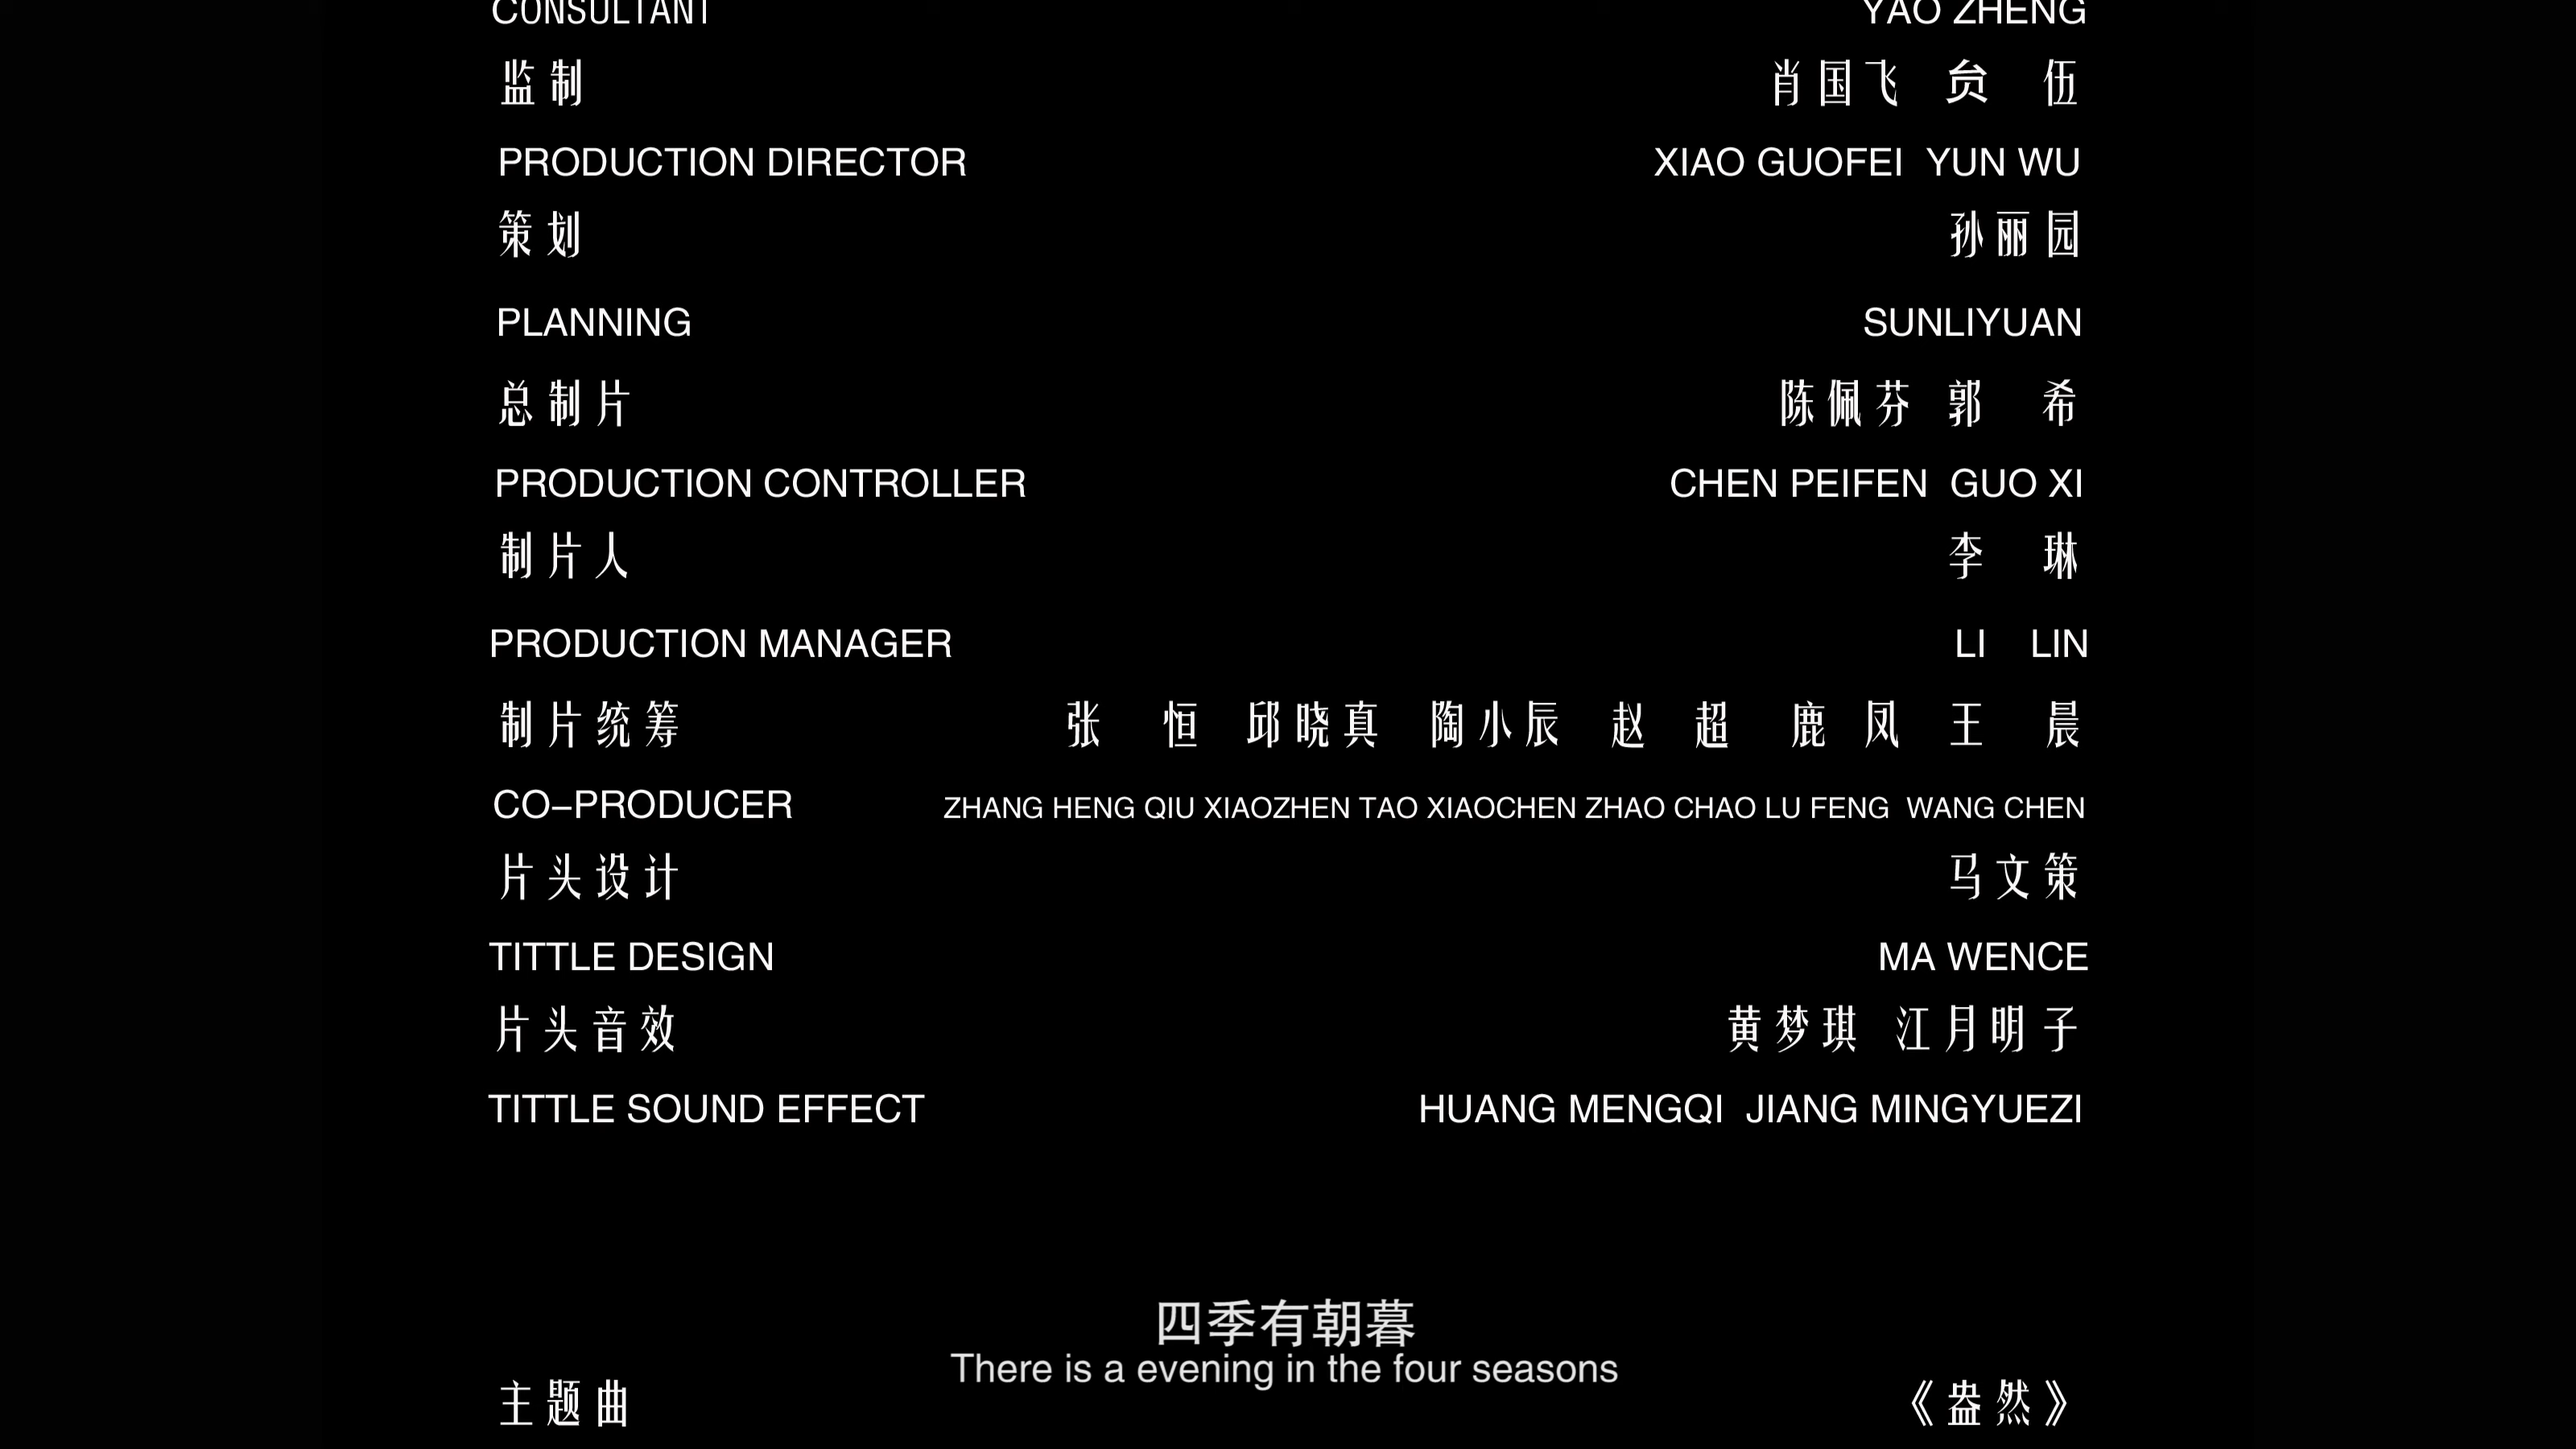 CONSULTANT YAO ZHENG
监制 肖国飞 贠 伍
PRODUCTION DIRECTOR XIAO GUOFEI YUN WU
策划 孙丽园
PLANNING SUNLIYUAN
总制片 陈佩芬 郭 希
PRODUCTION CONTROLLER CHEN PEIFEN GUO XI
制片人 李 琳
PRODUCTION MANAGER LI LIN
制片统筹 张 恒 邱晓真 陶小辰 赵 超 鹿 凤 王 晨
CO-PRODUCER ZHANG HENG QIU XIAOZHEN TAO XIAOCHEN ZHAO CHAO LU FENG WANG CHEN
片头设计 马文策
TITTLE DESIGN MA WENCE
片头音效 黄梦琪 江月明子
TITTLE SOUND EFFECT HUANG MENGQI JIANG MINGYUEZI
四季有朝暮
There is a evening in the four seasons
主题曲 《盎然》